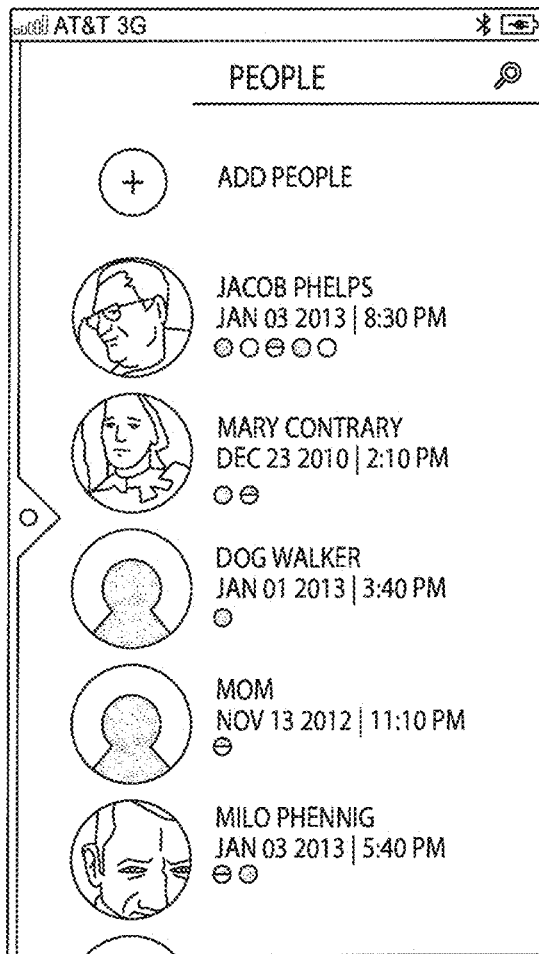 AT&T 3G
PEOPLE
+
ADD PEOPLE
JACOB PHELPS
JAN 03 2013 | 8:30 PM
MARY CONTRARY
DEC 23 2010 | 2:10 PM
DOG WALKER
JAN 01 2013 | 3:40 PM
MOM
NOV 13 2012 | 11:10 PM
MILO PHENNIG
JAN 03 2013 | 5:40 PM